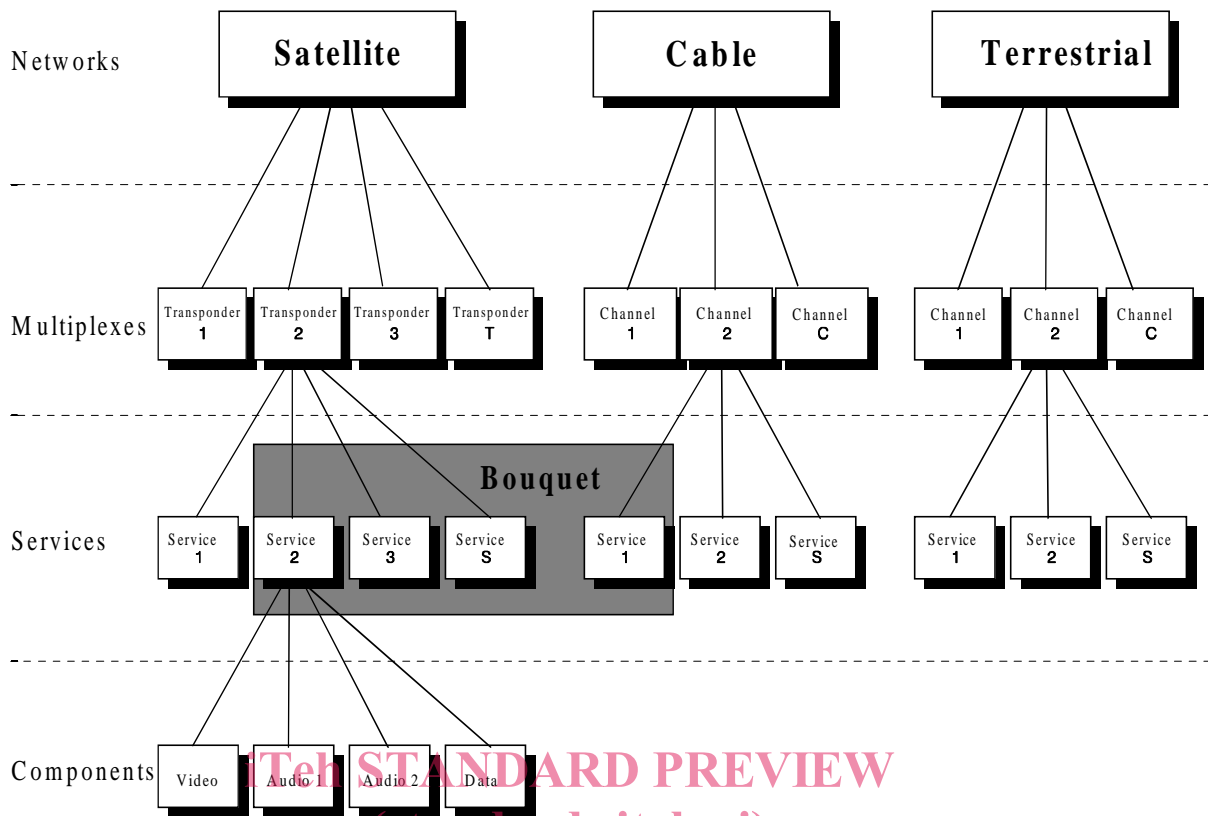 Networks
Satellite
Cable
Terrestrial
Multiplexes
Transponder
1
Transponder
2
Transponder
3
Transponder
T
Channel
1
Channel
2
Channel
C
Channel
1
Channel
2
Channel
C
Bouquet
Services
Service
1
Service
2
Service
3
Service
S
Service
1
Service
2
Service
S
Service
1
Service
2
Service
S
Components
Video
Audio 1
Audio 2
Data
iTeh STANDARD PREVIEW